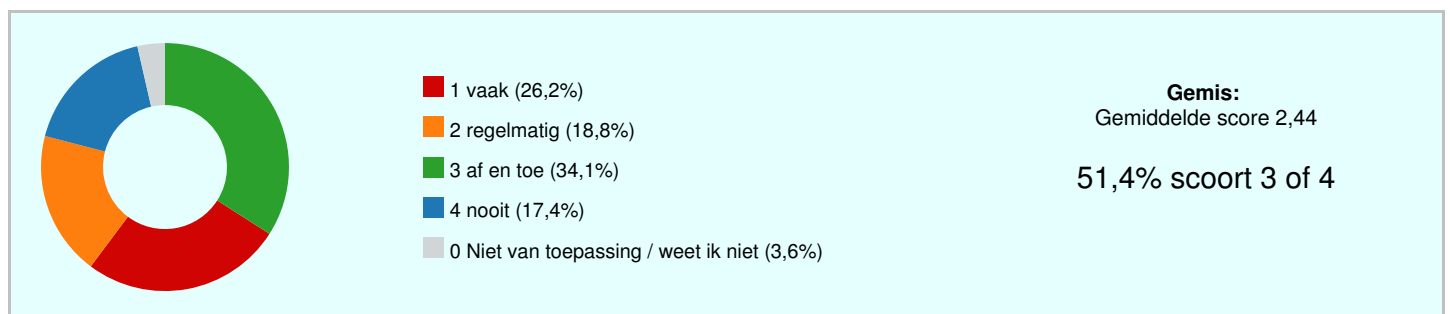 1 vaak (26,2%)
2 regelmatig (18,8%)
3 af en toe (34,1%)
4 nooit (17,4%)
0 Niet van toepassing / weet ik niet (3,6%)
Gemis:
Gemiddelde score 2,44
51,4% scoort 3 of 4